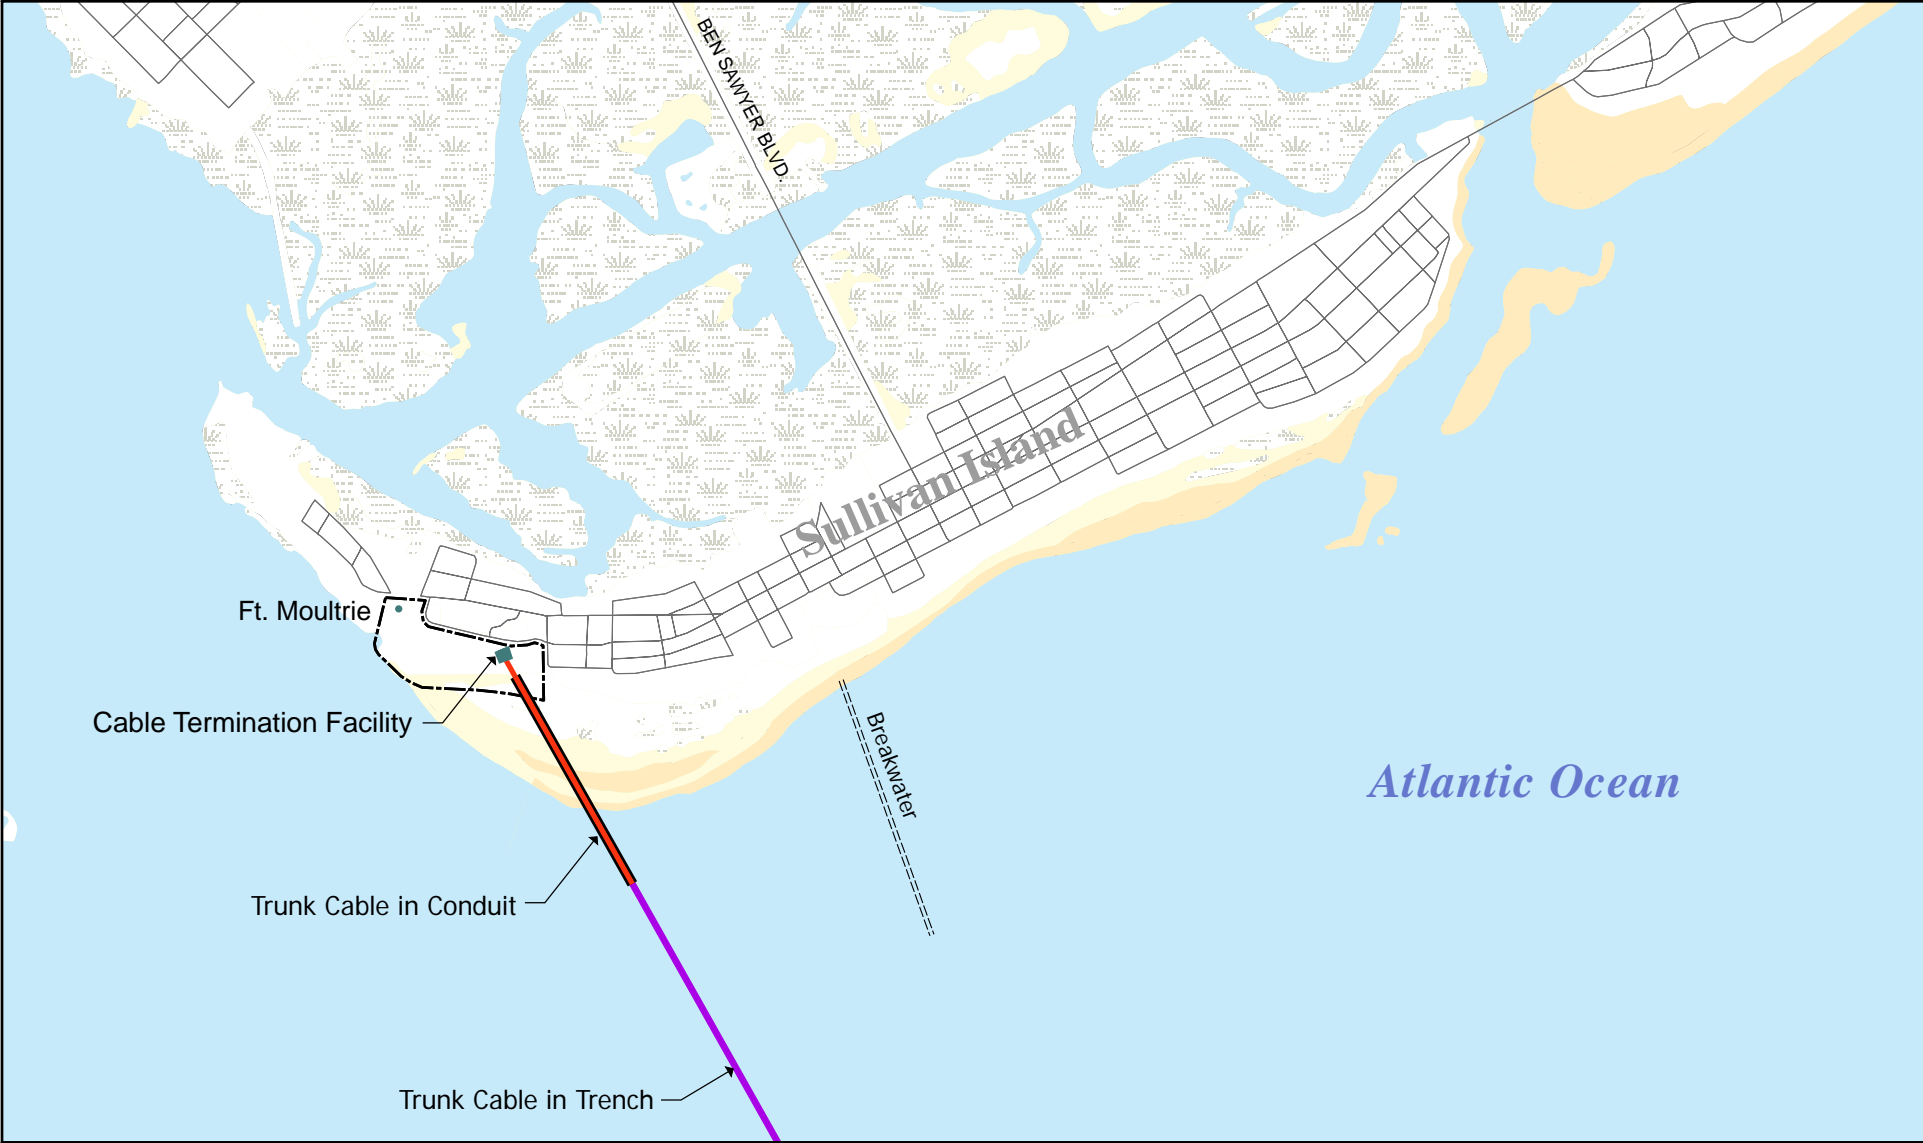 BEN SAWYER BLVD.
Sullivan Island
Ft. Moultrie
Cable Termination Facility
Breakwater
Atlantic Ocean
Trunk Cable in Conduit
Trunk Cable in Trench